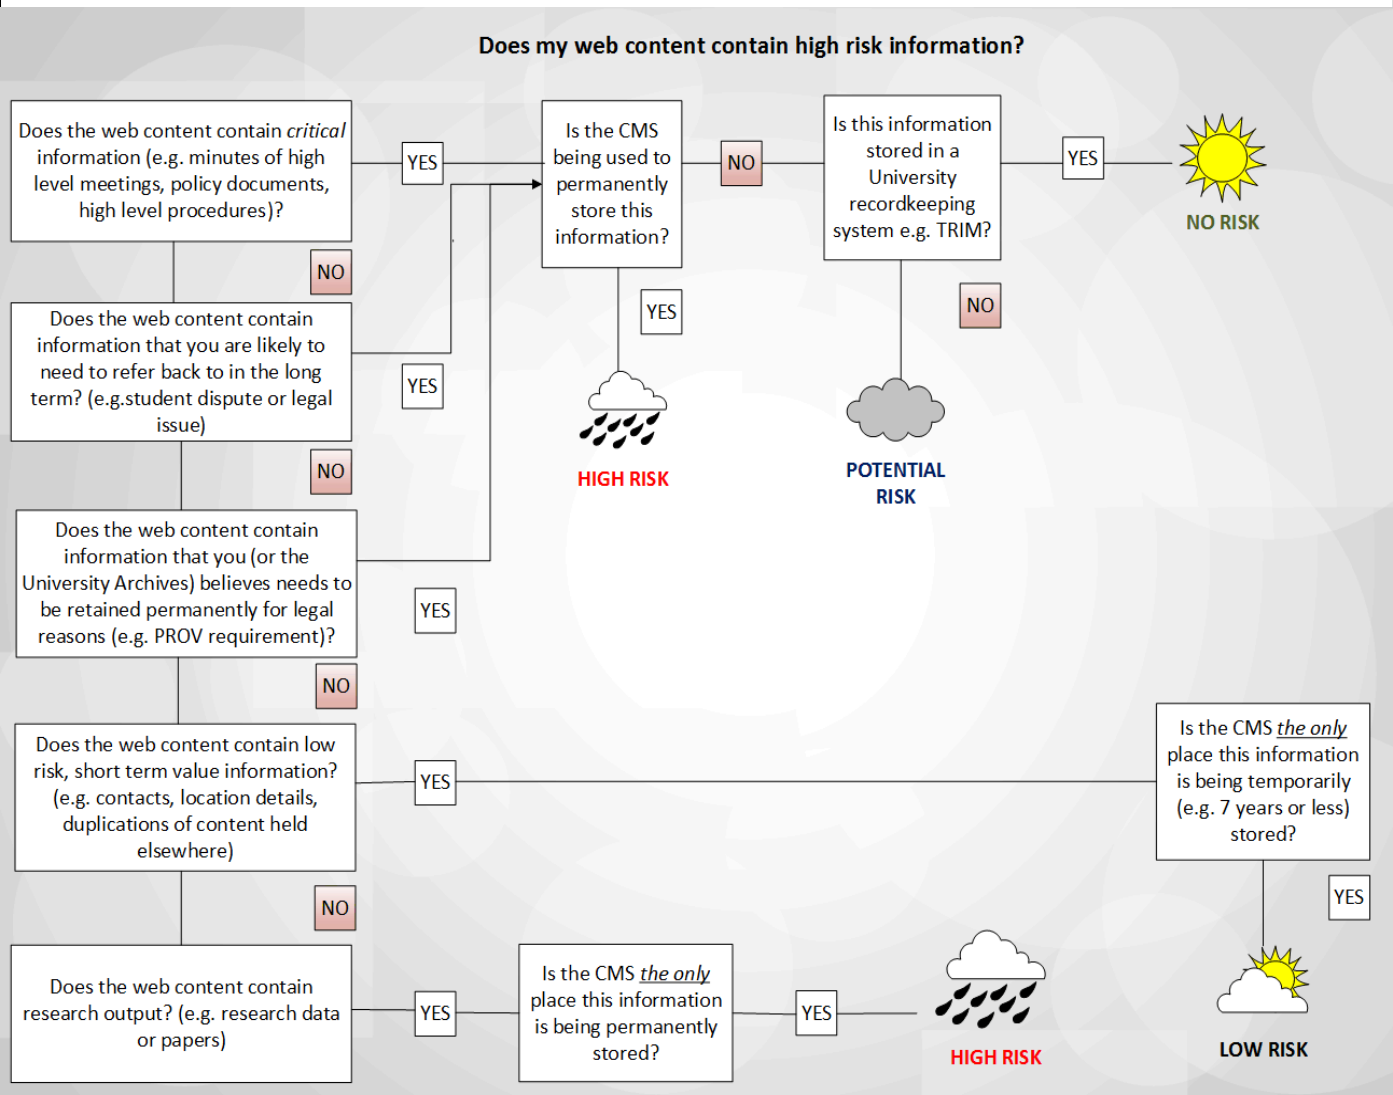 Does my web content contain high risk information?
Does the web content contain critical
information (e.g. minutes of high
level meetings, policy documents,
high level procedures)?
YES
Is the CMS
being used to
permanently
store this
information?
NO
Is this information
stored in a
University
recordkeeping
system e.g. TRIM?
YES
NO RISK
NO
YES
HIGH RISK
NO
POTENTIAL
RISK
Does the web content contain
information that you are likely to
need to refer back to in the long
term? (e.g.student dispute or legal
issue)
YES
NO
Does the web content contain
information that you (or the
University Archives) believes needs to
be retained permanently for legal
reasons (e.g. PROV requirement)?
YES
NO
Does the web content contain low
risk, short term value information?
(e.g. contacts, location details,
duplications of content held
elsewhere)
YES
Is the CMS the only
place this information
is being temporarily
(e.g. 7 years or less)
stored?
YES
LOW RISK
NO
Does the web content contain
research output? (e.g. research data
or papers)
YES
Is the CMS the only
place this information
is being permanently
stored?
YES
HIGH RISK